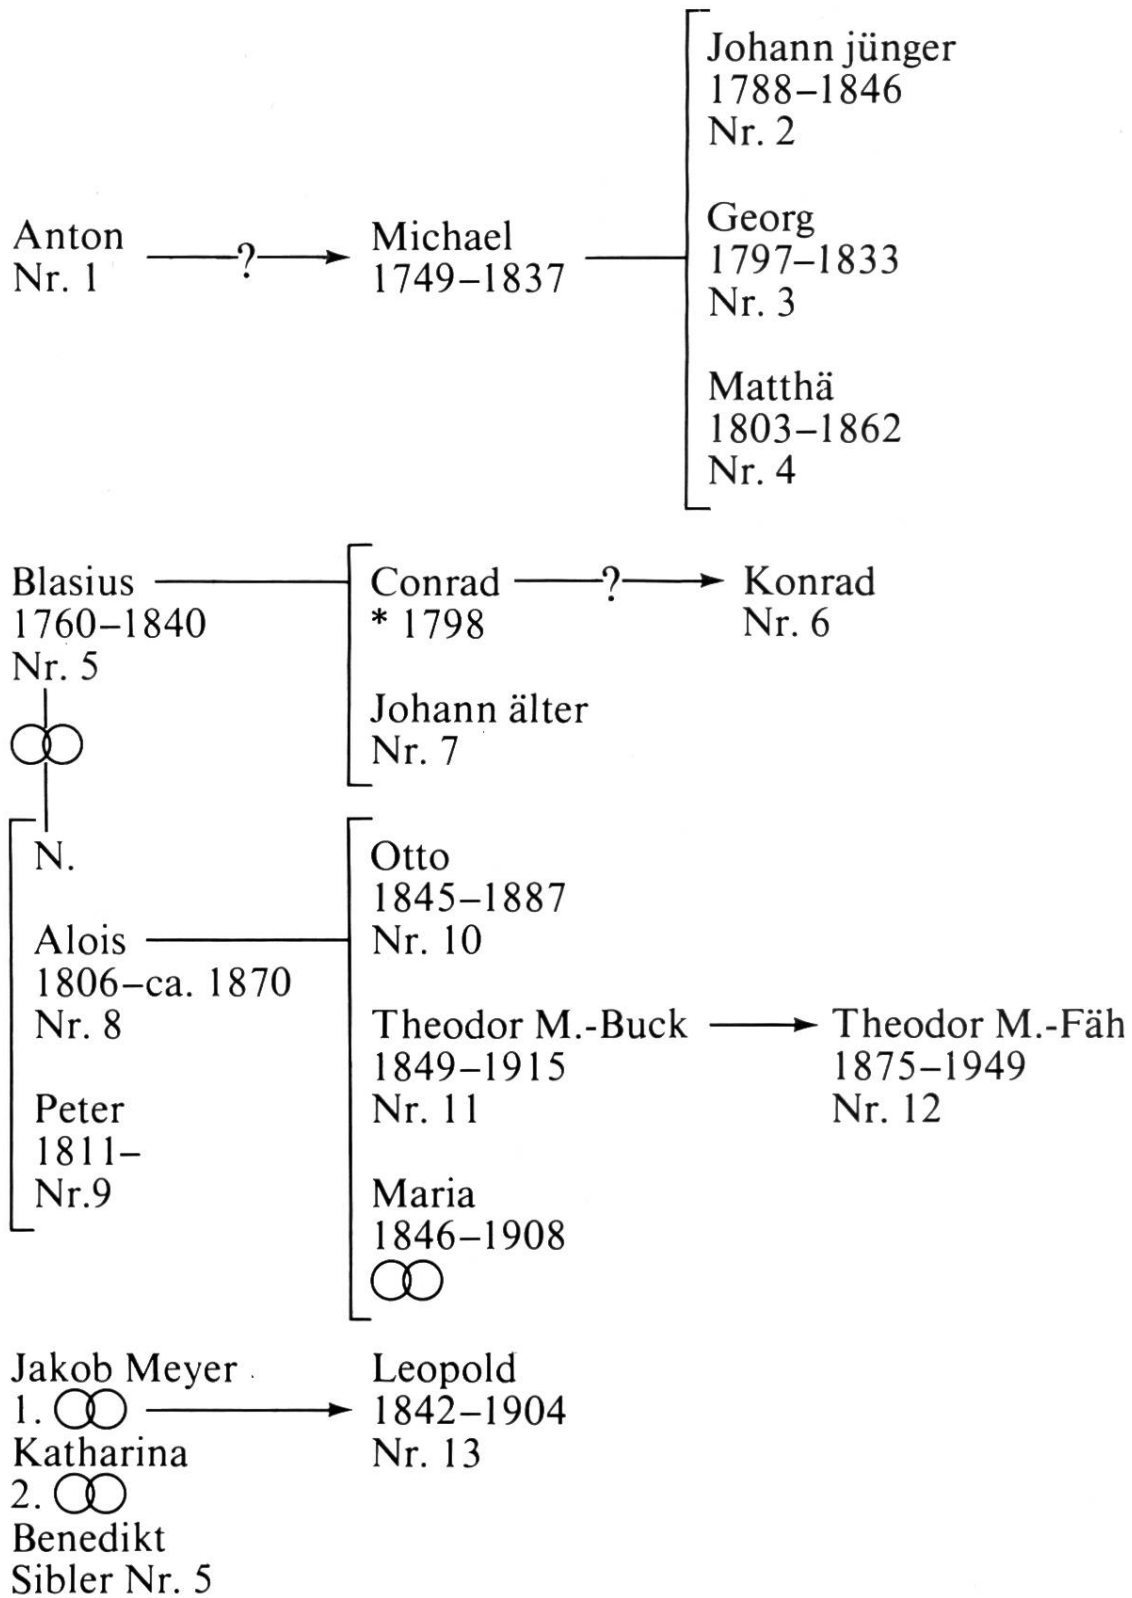 Johann jünger
1788–1846
Nr. 2
Anton
Nr. 1
?
Michael
1749–1837
Georg
1797–1833
Nr. 3
Matthä
1803–1862
Nr. 4
Blasius
1760–1840
Nr. 5
Conrad
* 1798
?
Konrad
Nr. 6
Johann älter
Nr. 7
N.
Alois
1806–ca. 1870
Nr. 8
Peter
1811–
Nr.9
Otto
1845–1887
Nr. 10
Theodor M.-Buck
1849–1915
Nr. 11
Theodor M.-Fäh
1875–1949
Nr. 12
Maria
1846–1908
Jakob Meyer
1.
Katharina
2.
Benedikt
Sibler Nr. 5
Leopold
1842–1904
Nr. 13